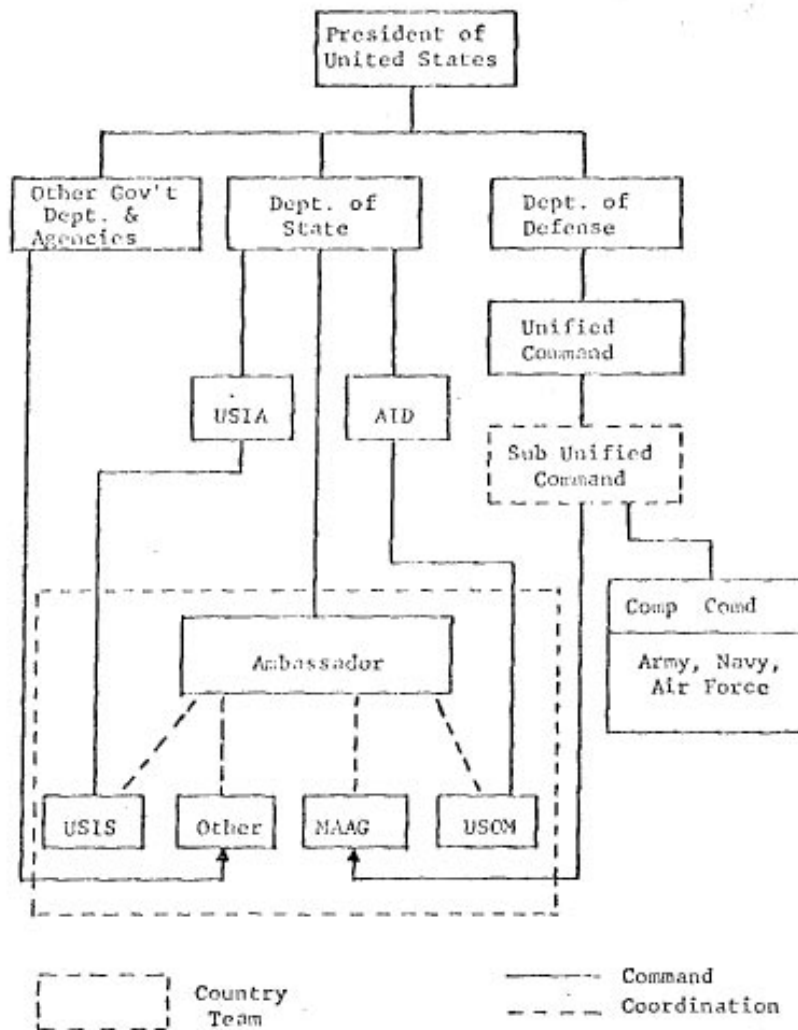 President of
United States
Other Gov't
Dept. &
Agencies
Dept. of
State
Dept. of
Defense
Unified
Command
USIA
AID
Sub Unified
Command
Comp Comd
Army, Navy,
Air Force
Ambassador
USIS
Other
MAAG
USOM
Country
Team
Command
Coordination